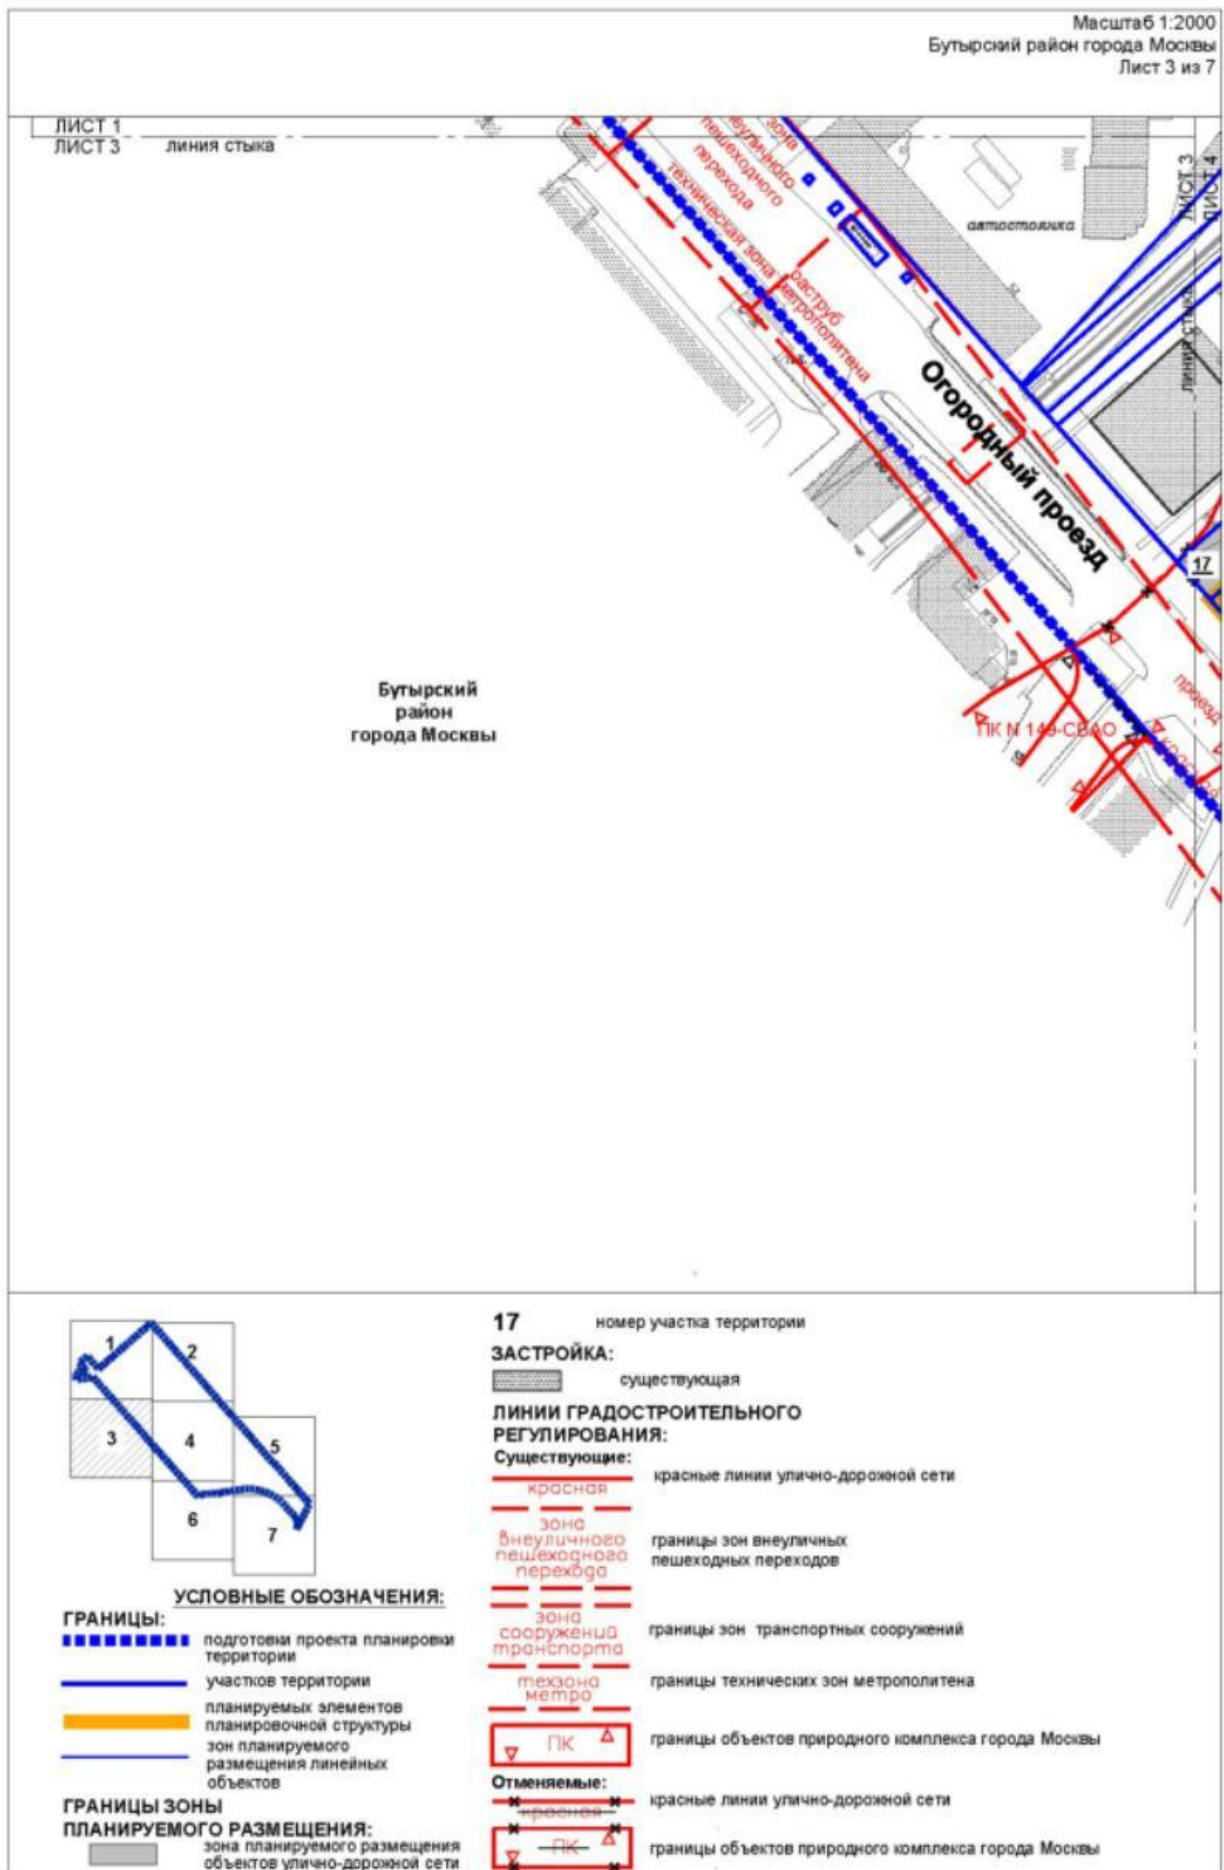 Масштаб 1:2000
Бутырский район города Москвы
Лист 3 из 7
ЛИСТ 1
ЛИСТ 3
линия стыка
ЛИСТ 3
ЛИСТ 4
линия стыка
зона
внеуличного
пешеходного
перехода
техническая зона метрополитена
раструб
автостоянка
Огородный проезд
17
проезд
ПК N 149-СВАО
красная
Бутырский
район
города Москвы
1
2
3
4
5
6
7
УСЛОВНЫЕ ОБОЗНАЧЕНИЯ:
ГРАНИЦЫ:
подготовки проекта планировки
территории
участков территории
планируемых элементов
планировочной структуры
зон планируемого
размещения линейных
объектов
ГРАНИЦЫ ЗОНЫ
ПЛАНИРУЕМОГО РАЗМЕЩЕНИЯ:
зона планируемого размещения
объектов улично-дорожной сети
17 номер участка территории
ЗАСТРОЙКА:
существующая
ЛИНИИ ГРАДОСТРОИТЕЛЬНОГО
РЕГУЛИРОВАНИЯ:
Существующие:
красная
красные линии улично-дорожной сети
зона
внеуличного
пешеходного
перехода
границы зон внеуличных
пешеходных переходов
зона
сооружений
транспорта
границы зон транспортных сооружений
техзона
метро
границы технических зон метрополитена
ПК
границы объектов природного комплекса города Москвы
Отменяемые:
красная
красные линии улично-дорожной сети
ПК
границы объектов природного комплекса города Москвы